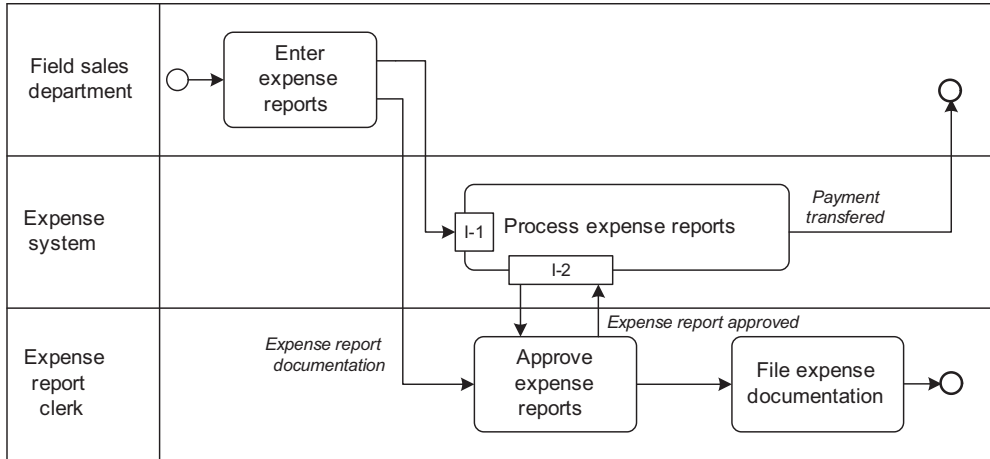 Field sales
department
Enter
expense
reports
Expense
system
I-1
Process expense reports
I-2
Payment
transfered
Expense
report
clerk
Expense report
documentation
Expense report approved
Approve
expense
reports
File expense
documentation